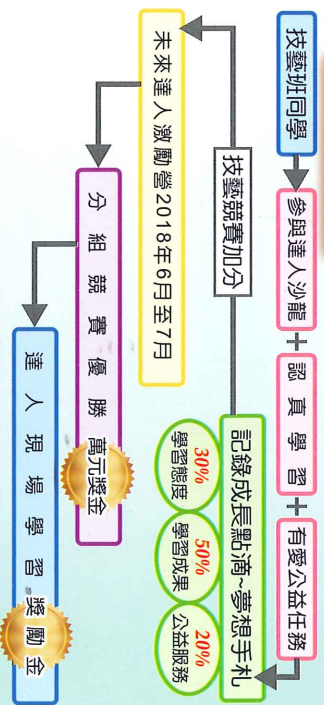 技藝班同學
參與達人沙龍
+
認真學習
+
有愛公益任務
記錄成長點滴~夢想手札
30%
學習態度
50%
學習成果
20%
公益服務
技藝競賽加分
未來達人激勵營2018年6月至7月
分組競賽優勝 萬元獎金
達人現場學習 獎勵金